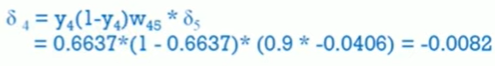 δ ₄ = y₄(1-y₄)w₄₅ * δ₅
= 0.6637*(1 - 0.6637)* (0.9 * -0.0406) = -0.0082